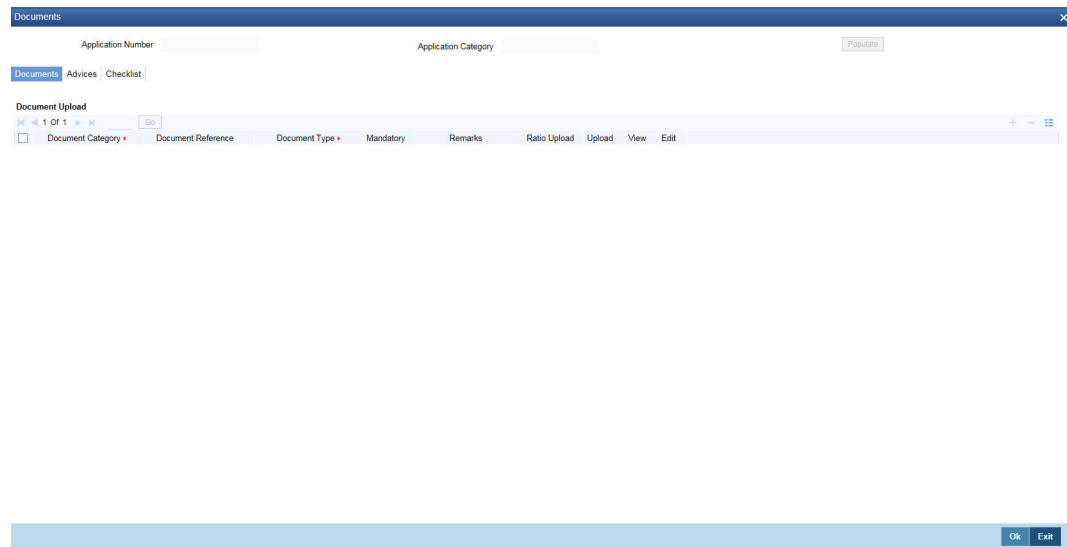 Documents
Application Number
Application Category
Populate
Documents Advices Checklist
Document Upload
1 Of 1 Go
Document Category * Document Reference Document Type * Mandatory Remarks Ratio Upload Upload View Edit
Ok Exit